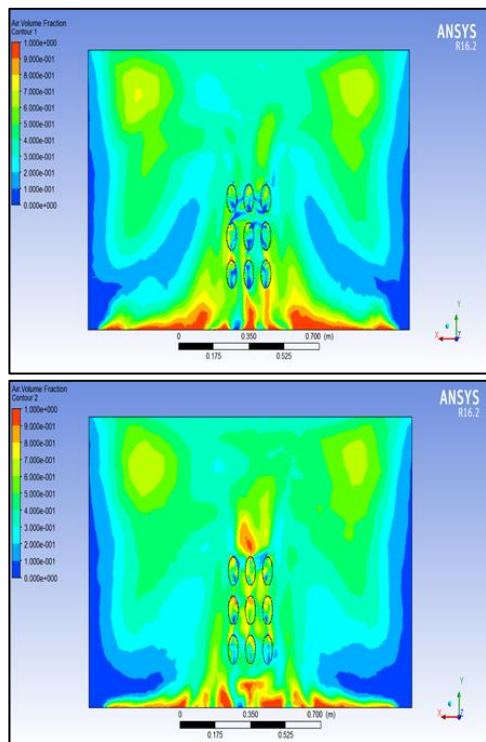 Air.Volume Fraction
Contour 1
ANSYS
R16.2
1.000e+000
9.000e-001
8.000e-001
7.000e-001
6.000e-001
5.000e-001
4.000e-001
3.000e-001
2.000e-001
1.000e-001
0.000e+000
0 0.350 0.700 (m)
0.175 0.525
Y
X Z
Air.Volume Fraction
Contour 2
ANSYS
R16.2
1.000e+000
9.000e-001
8.000e-001
7.000e-001
6.000e-001
5.000e-001
4.000e-001
3.000e-001
2.000e-001
1.000e-001
0.000e+000
0 0.350 0.700 (m)
0.175 0.525
Y
X Z